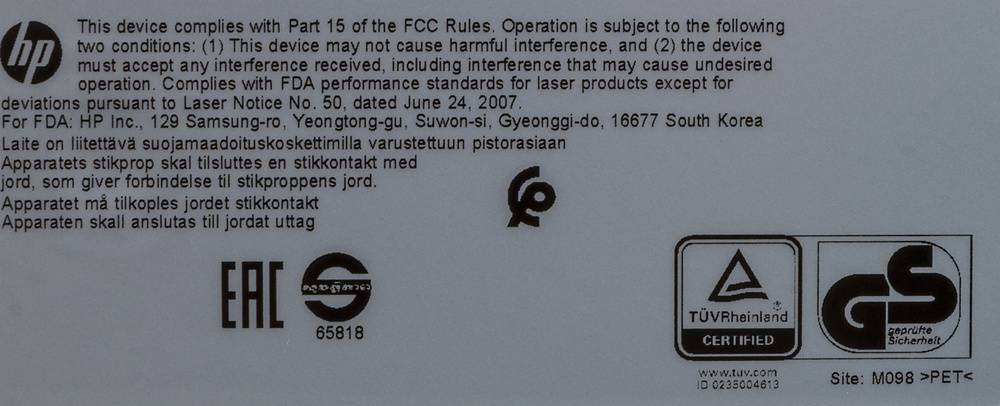 hp
This device complies with Part 15 of the FCC Rules. Operation is subject to the following
two conditions: (1) This device may not cause harmful interference, and (2) the device
must accept any interference received, including interference that may cause undesired
operation. Complies with FDA performance standards for laser products except for
deviations pursuant to Laser Notice No. 50, dated June 24, 2007.
For FDA: HP Inc., 129 Samsung-ro, Yeongtong-gu, Suwon-si, Gyeonggi-do, 16677 South Korea
Laite on liitettävä suojamaadoituskoskettimilla varustettuun pistorasiaan
Apparatets stikprop skal tilsluttes en stikkontakt med
jord, som giver forbindelse til stikproppens jord.
Apparatet må tilkoples jordet stikkontakt
Apparaten skall anslutas till jordat uttag
EAC
65818
TÜVRheinland
CERTIFIED
www.tuv.com
ID 0235004613
GS
geprüfte
Sicherheit
Site: M098 >PET<